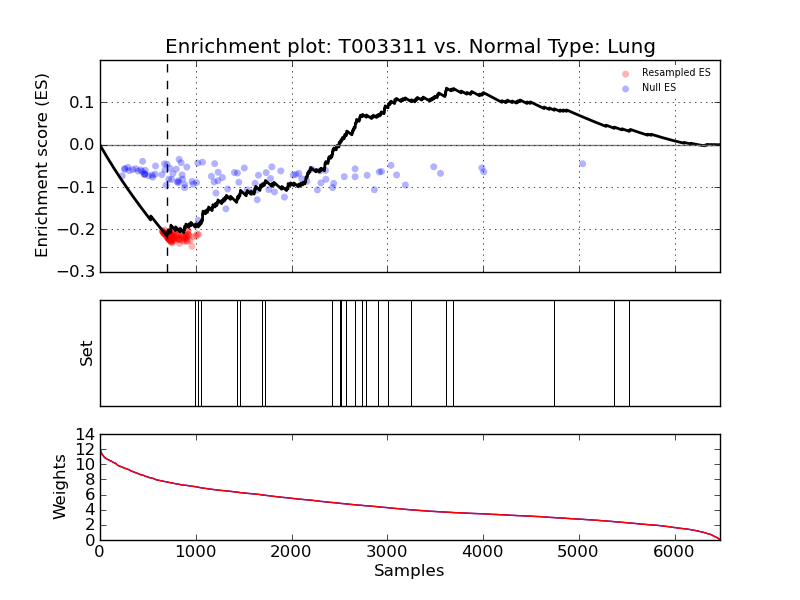 Enrichment plot: T003311 vs. Normal Type: Lung
Enrichment score (ES)
0.1
0.0
−0.1
−0.2
−0.3
Resampled ES
Null ES
Set
Weights
14
12
10
8
6
4
2
0
0 1000 2000 3000 4000 5000 6000
Samples